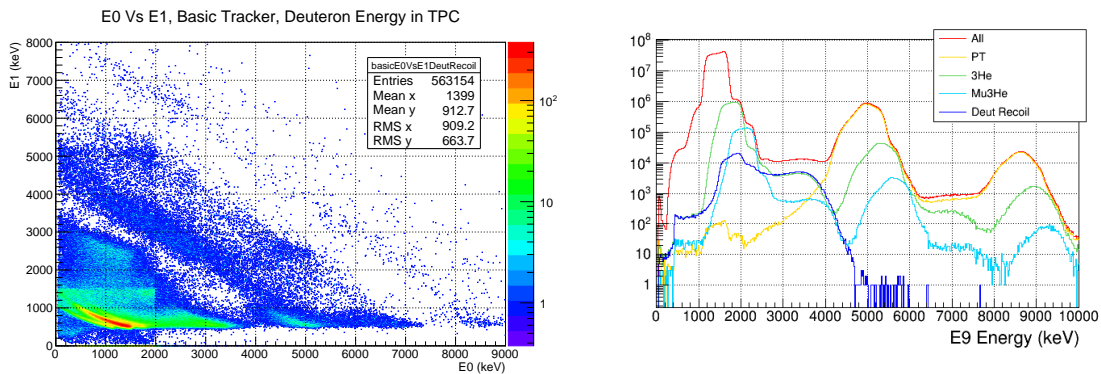 E0 Vs E1, Basic Tracker, Deuteron Energy in TPC
E1 (keV)
8000
7000
6000
5000
4000
3000
2000
1000
0
basicE0VsE1DeutRecoil
Entries 563154
Mean x 1399
Mean y 912.7
RMS x 909.2
RMS y 663.7
10²
10
1
0 1000 2000 3000 4000 5000 6000 7000 8000 9000
E0 (keV)
10⁸
10⁷
10⁶
10⁵
10⁴
10³
10²
10
1
All
PT
3He
Mu3He
Deut Recoil
0 1000 2000 3000 4000 5000 6000 7000 8000 9000 10000
E9 Energy (keV)